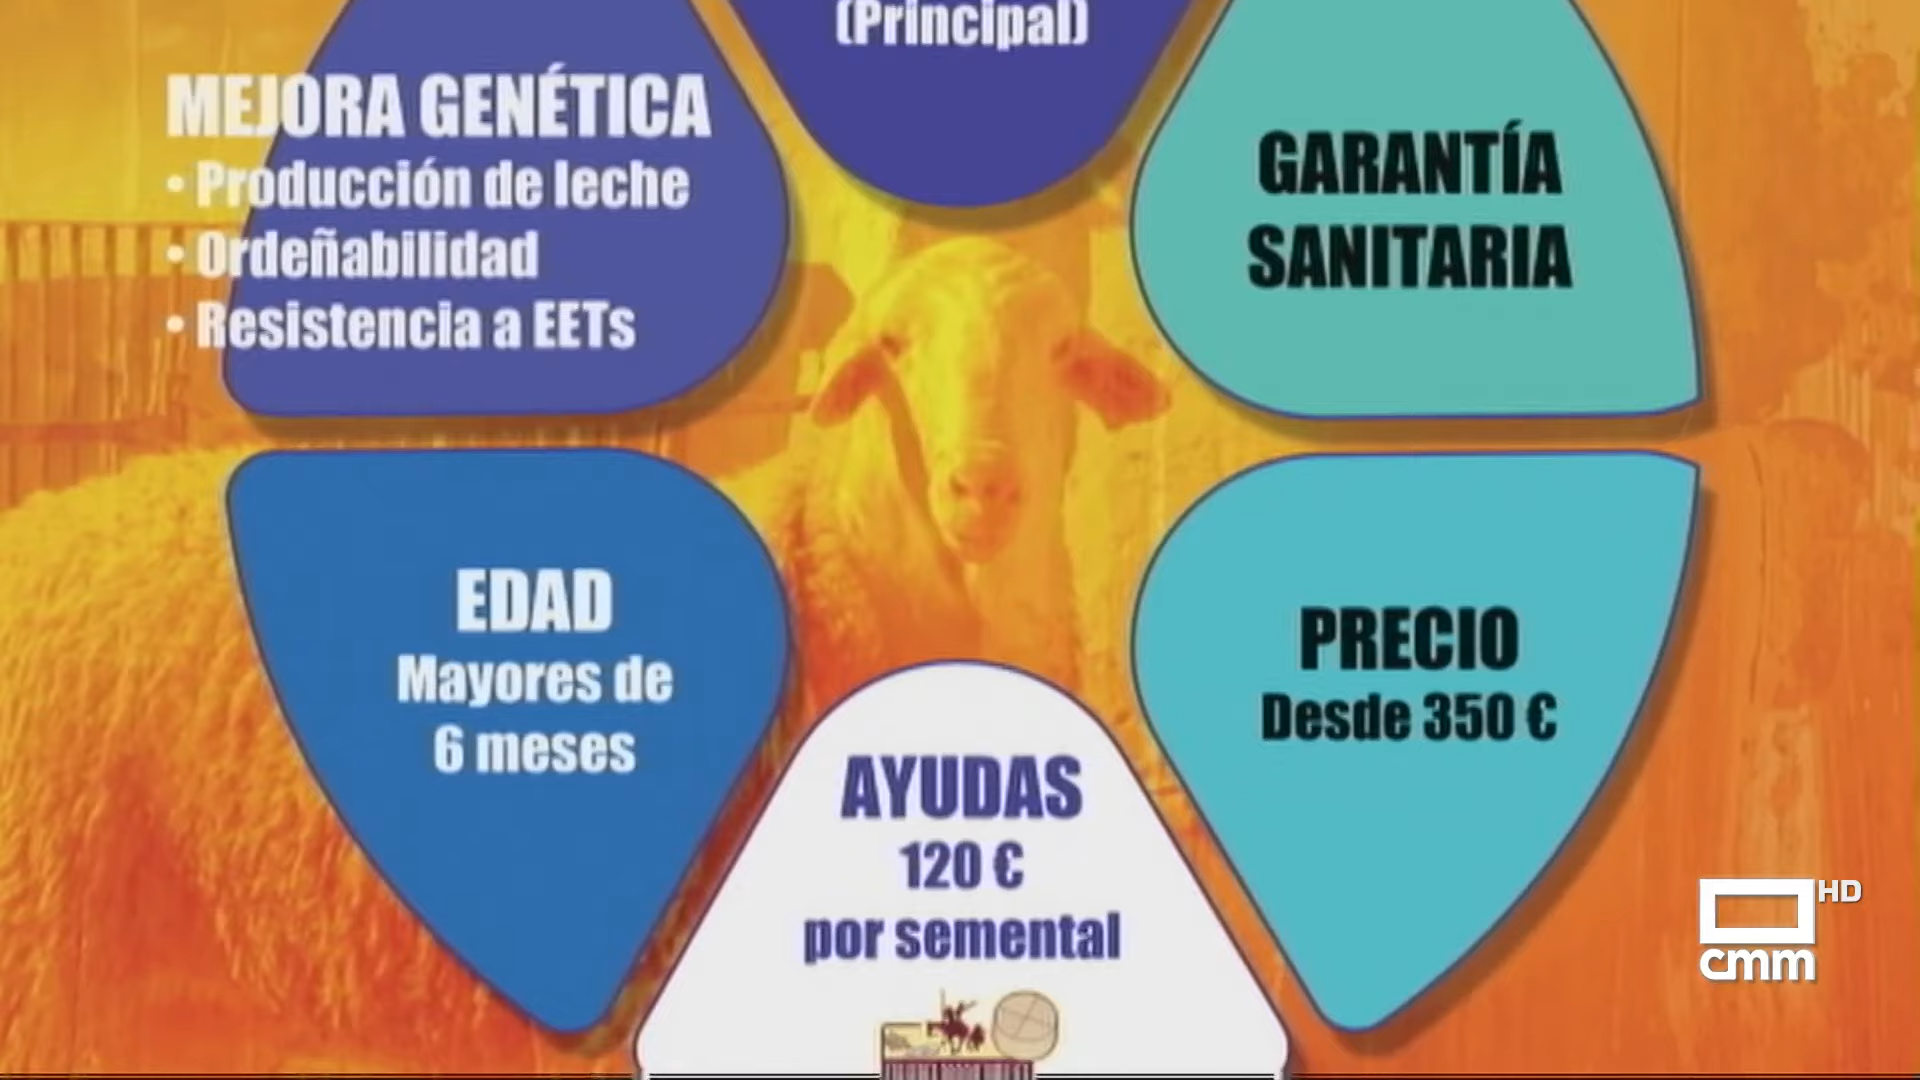 (Principal)
MEJORA GENÉTICA
• Producción de leche
• Ordeñabilidad
• Resistencia a EETs
GARANTÍA
SANITARIA
EDAD
Mayores de
6 meses
PRECIO
Desde 350 €
AYUDAS
120 €
por semental
HD
cmm